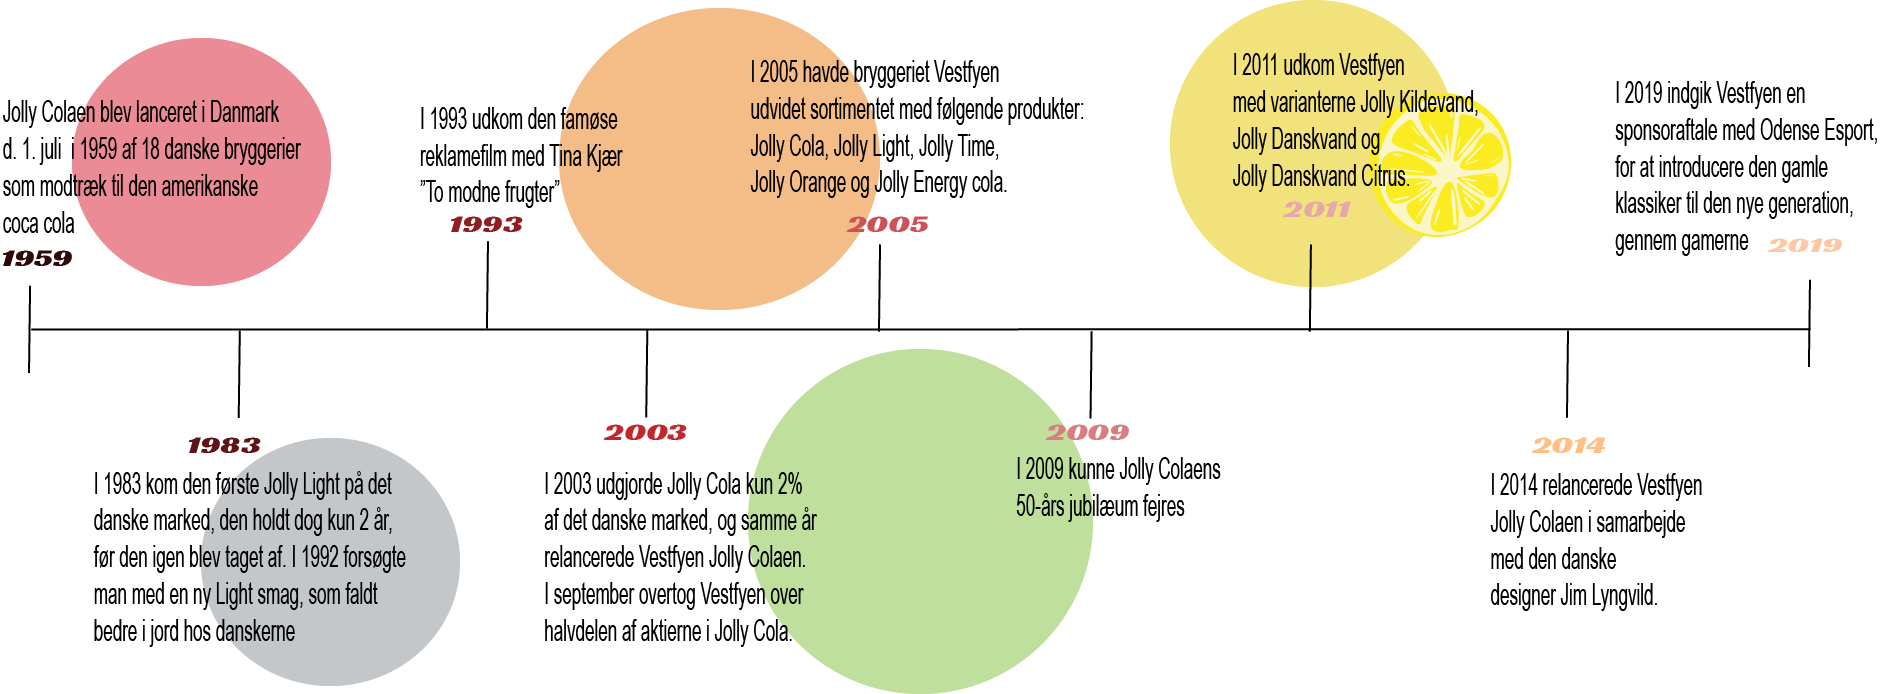 Jolly Colaen blev lanceret i Danmark
d. 1. juli i 1959 af 18 danske bryggerier
som modtræk til den amerikanske
coca cola
1959
I 1983 kom den første Jolly Light på det
danske marked, den holdt dog kun 2 år,
før den igen blev taget af. I 1992 forsøgte
man med en ny Light smag, som faldt
bedre i jord hos danskerne
1983
I 1993 udkom den famøse
reklamefilm med Tina Kjær
”To modne frugter”
1993
2003
I 2003 udgjorde Jolly Cola kun 2%
af det danske marked, og samme år
relancerede Vestfyen Jolly Colaen.
I september overtog Vestfyen over
halvdelen af aktierne i Jolly Cola.
I 2005 havde bryggeriet Vestfyen
udvidet sortimentet med følgende produkter:
Jolly Cola, Jolly Light, Jolly Time,
Jolly Orange og Jolly Energy cola.
2005
2009
I 2009 kunne Jolly Colaens
50-års jubilæum fejres
I 2011 udkom Vestfyen
med varianterne Jolly Kildevand,
Jolly Danskvand og
Jolly Danskvand Citrus.
2011
2014
I 2014 relancerede Vestfyen
Jolly Colaen i samarbejde
med den danske
designer Jim Lyngvild.
I 2019 indgik Vestfyen en
sponsoraftale med Odense Esport,
for at introducere den gamle
klassiker til den nye generation,
gennem gamerne
2019